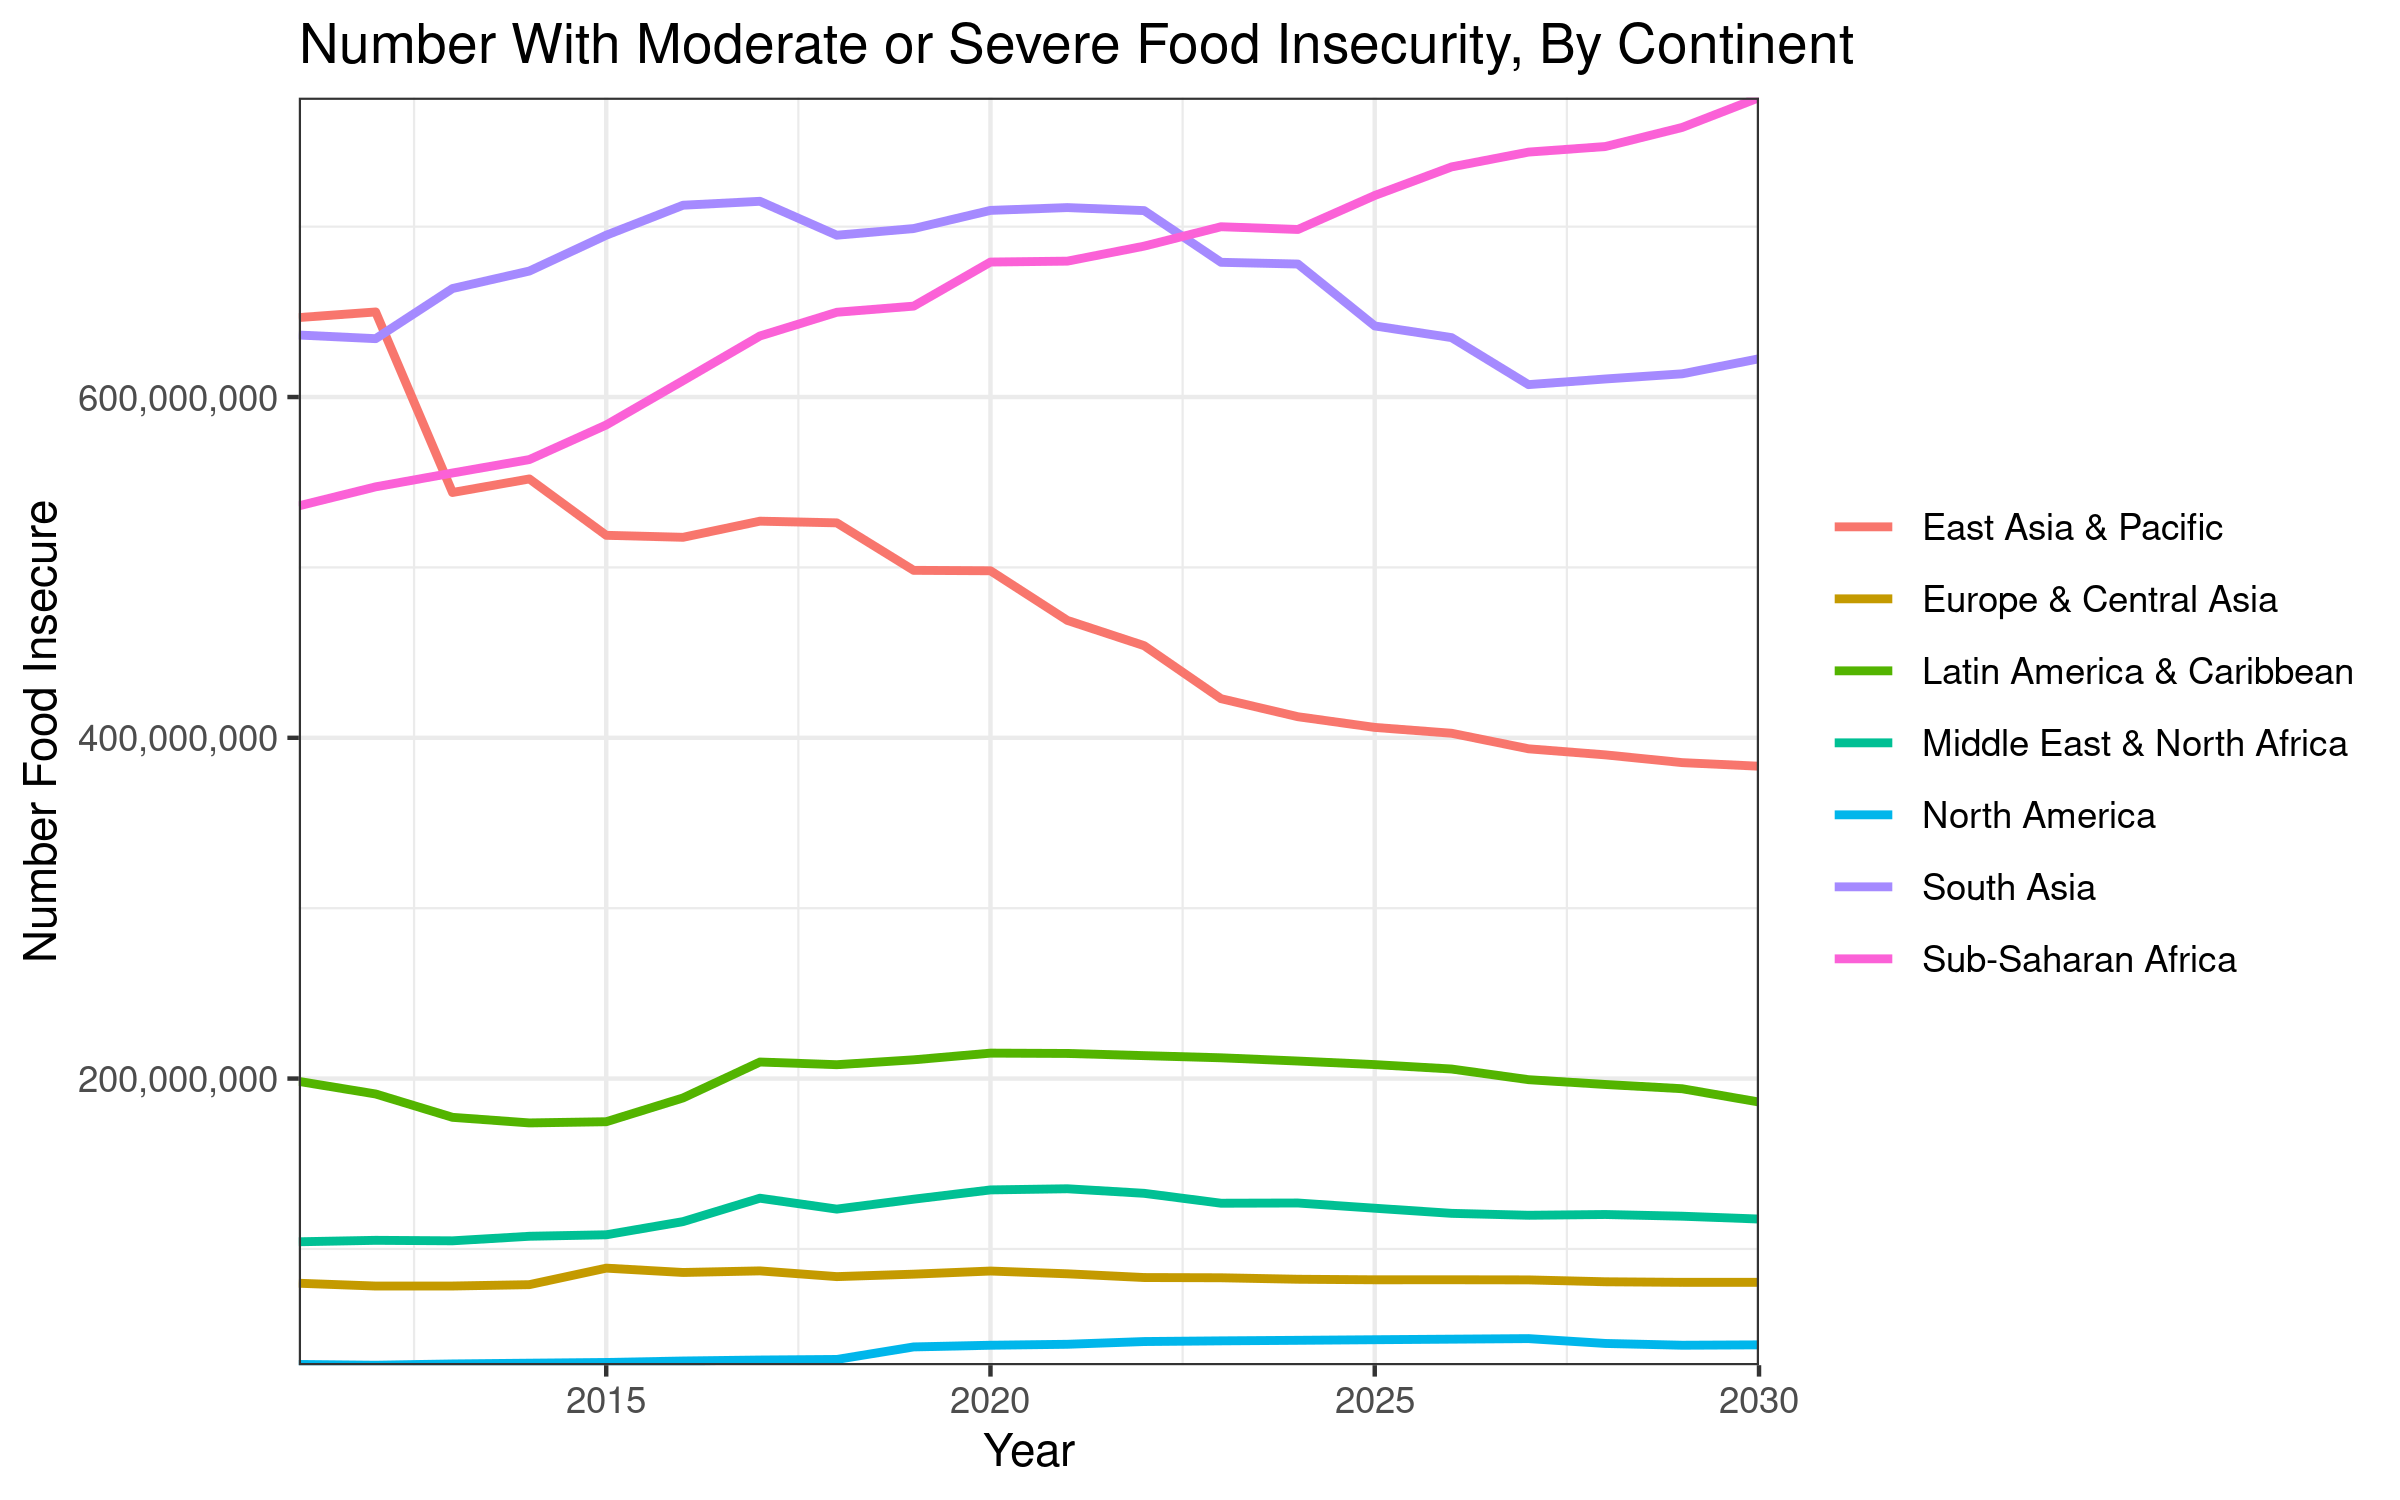 Number With Moderate or Severe Food Insecurity, By Continent
Number Food Insecure
600,000,000
400,000,000
200,000,000
2015
2020
2025
2030
Year
East Asia & Pacific
Europe & Central Asia
Latin America & Caribbean
Middle East & North Africa
North America
South Asia
Sub-Saharan Africa